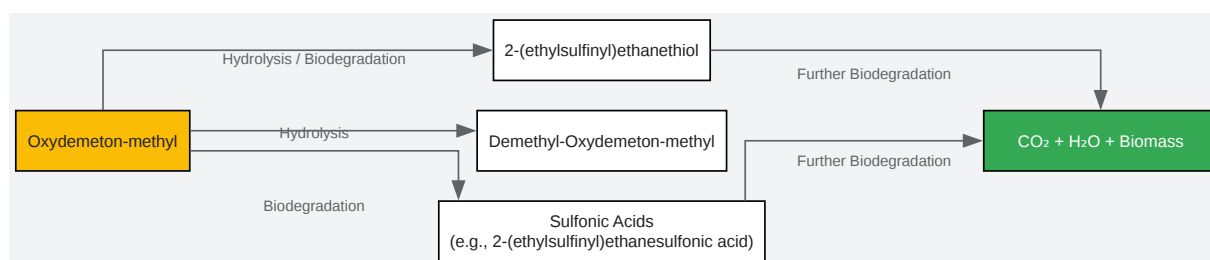 2-(ethylsulfinyl)ethanethiol
Hydrolysis / Biodegradation
Further Biodegradation
Oxydemeton-methyl
Hydrolysis
Demethyl-Oxydemeton-methyl
CO₂ + H₂O + Biomass
Further Biodegradation
Biodegradation
Sulfonic Acids
(e.g., 2-(ethylsulfinyl)ethanesulfonic acid)